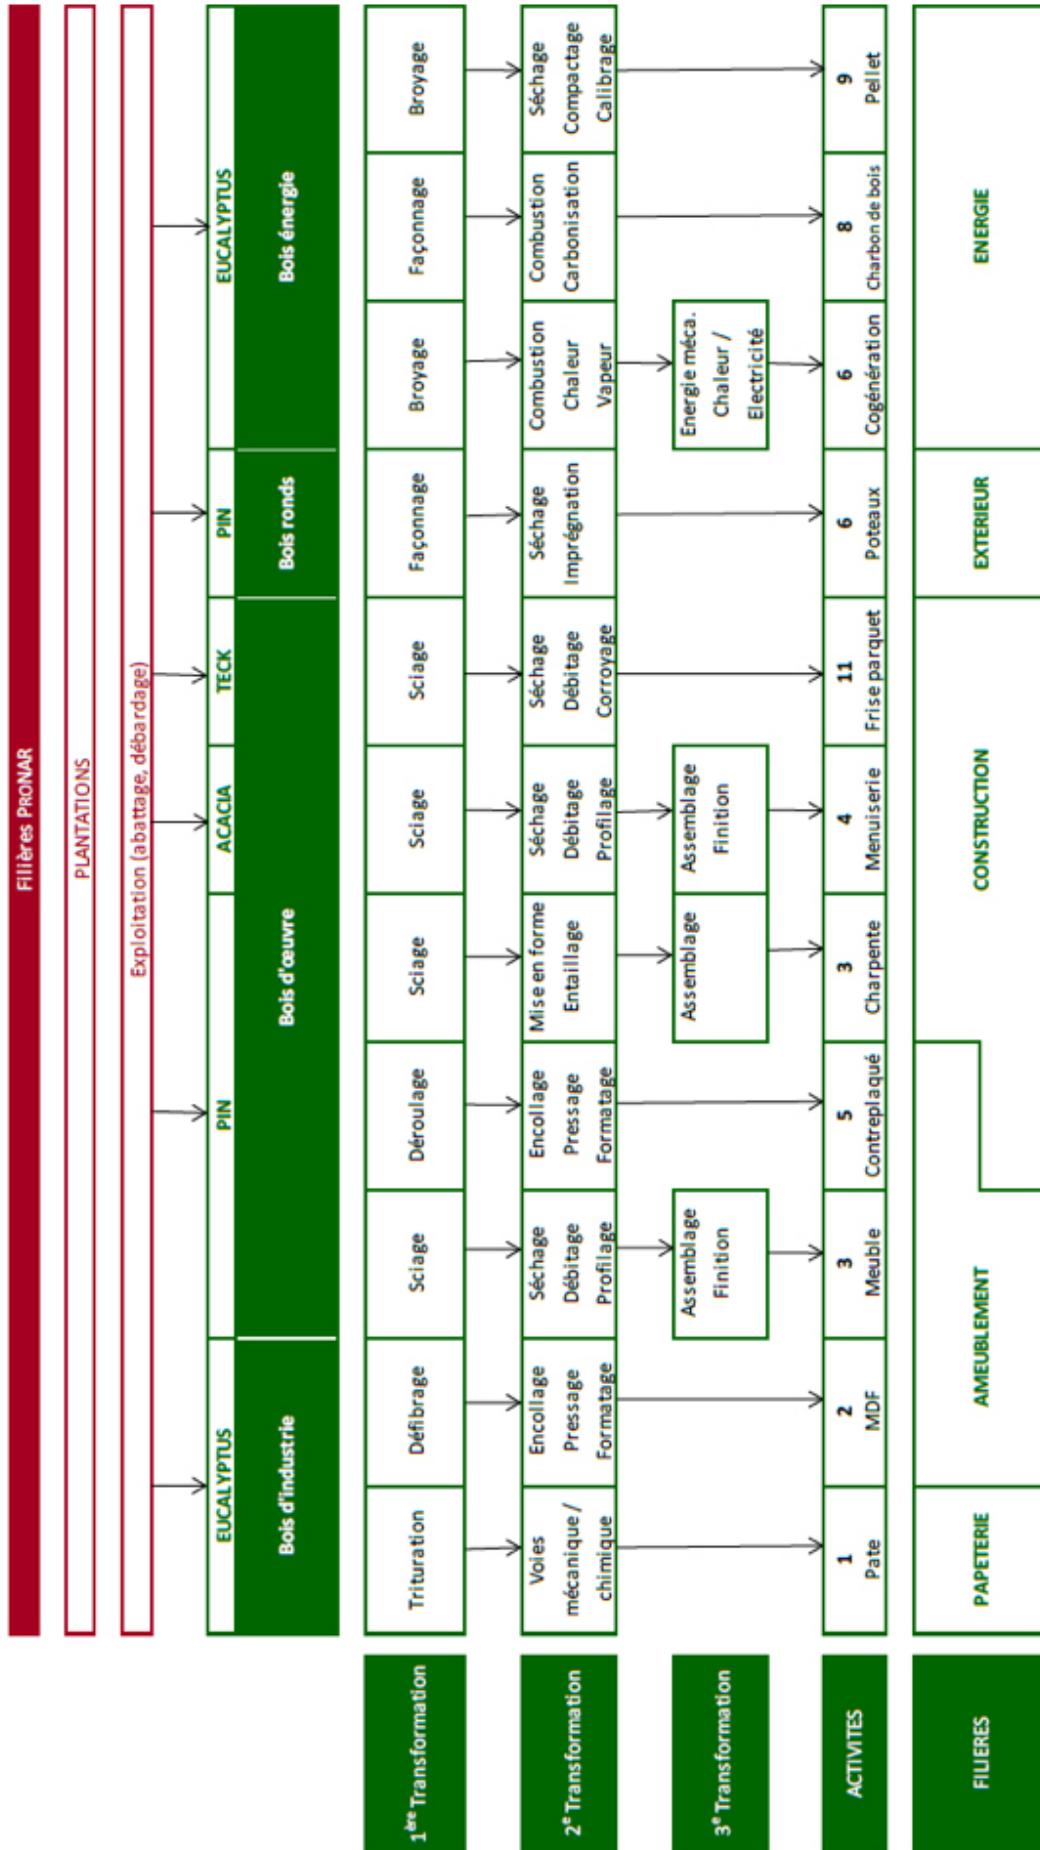 Filières PRONAR
PLANTATIONS
Exploitation (abattage, débardage)
EUCALYPTUS
PIN
ACACIA
TECK
PIN
EUCALYPTUS
Bois d'industrie
Bois d'œuvre
Bois ronds
Bois énergie
1ère Transformation
Trituration
Défibrage
Sciage
Déroulage
Sciage
Sciage
Sciage
Façonnage
Broyage
Façonnage
Broyage
2e Transformation
Voies
mécanique /
chimique
Encollage
Pressage
Formatage
Séchage
Débitage
Profilage
Encollage
Pressage
Formatage
Mise en forme
Entaillage
Séchage
Débitage
Profilage
Séchage
Débitage
Corroyage
Séchage
Imprégnation
Combustion
Chaleur
Vapeur
Combustion
Carbonisation
Séchage
Compactage
Calibrage
3e Transformation
Assemblage
Finition
Assemblage
Assemblage
Finition
Energie méca.
Chaleur /
Electricité
ACTIVITES
1
Pate
2
MDF
3
Meuble
5
Contreplaqué
3
Charpente
4
Menuiserie
11
Frise parquet
6
Poteaux
6
Cogénération
8
Charbon de bois
9
Pellet
FILIERES
PAPETERIE
AMEUBLEMENT
CONSTRUCTION
EXTERIEUR
ENERGIE